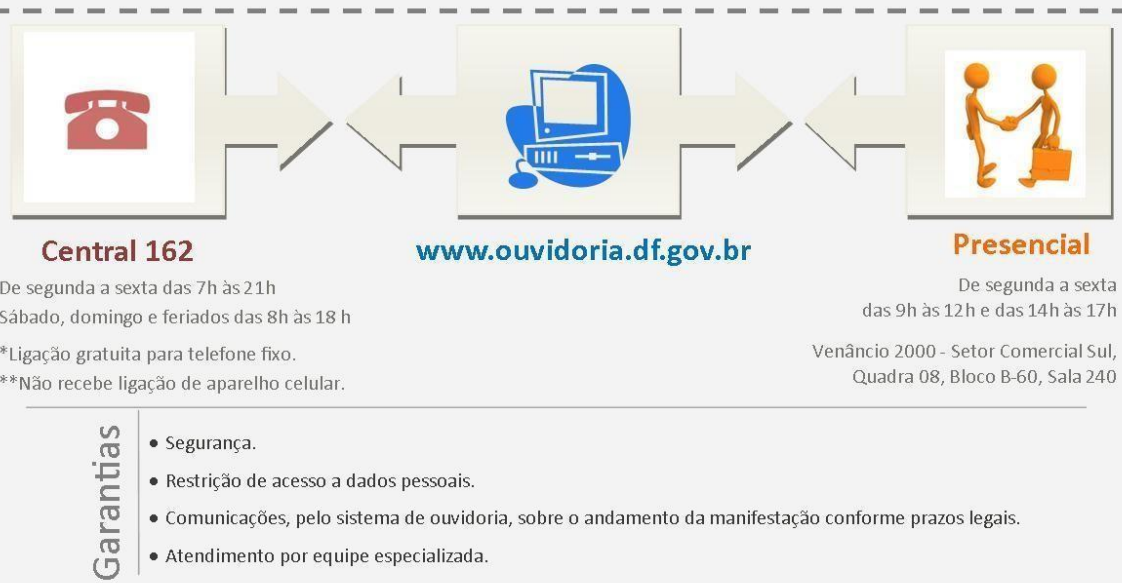 Central 162
De segunda a sexta das 7h às 21h
Sábado, domingo e feriados das 8h às 18 h
*Ligação gratuita para telefone fixo.
**Não recebe ligação de aparelho celular.
www.ouvidoria.df.gov.br
Presencial
De segunda a sexta
das 9h às 12h e das 14h às 17h
Venâncio 2000 - Setor Comercial Sul,
Quadra 08, Bloco B-60, Sala 240
Garantias
● Segurança.
● Restrição de acesso a dados pessoais.
● Comunicações, pelo sistema de ouvidoria, sobre o andamento da manifestação conforme prazos legais.
● Atendimento por equipe especializada.